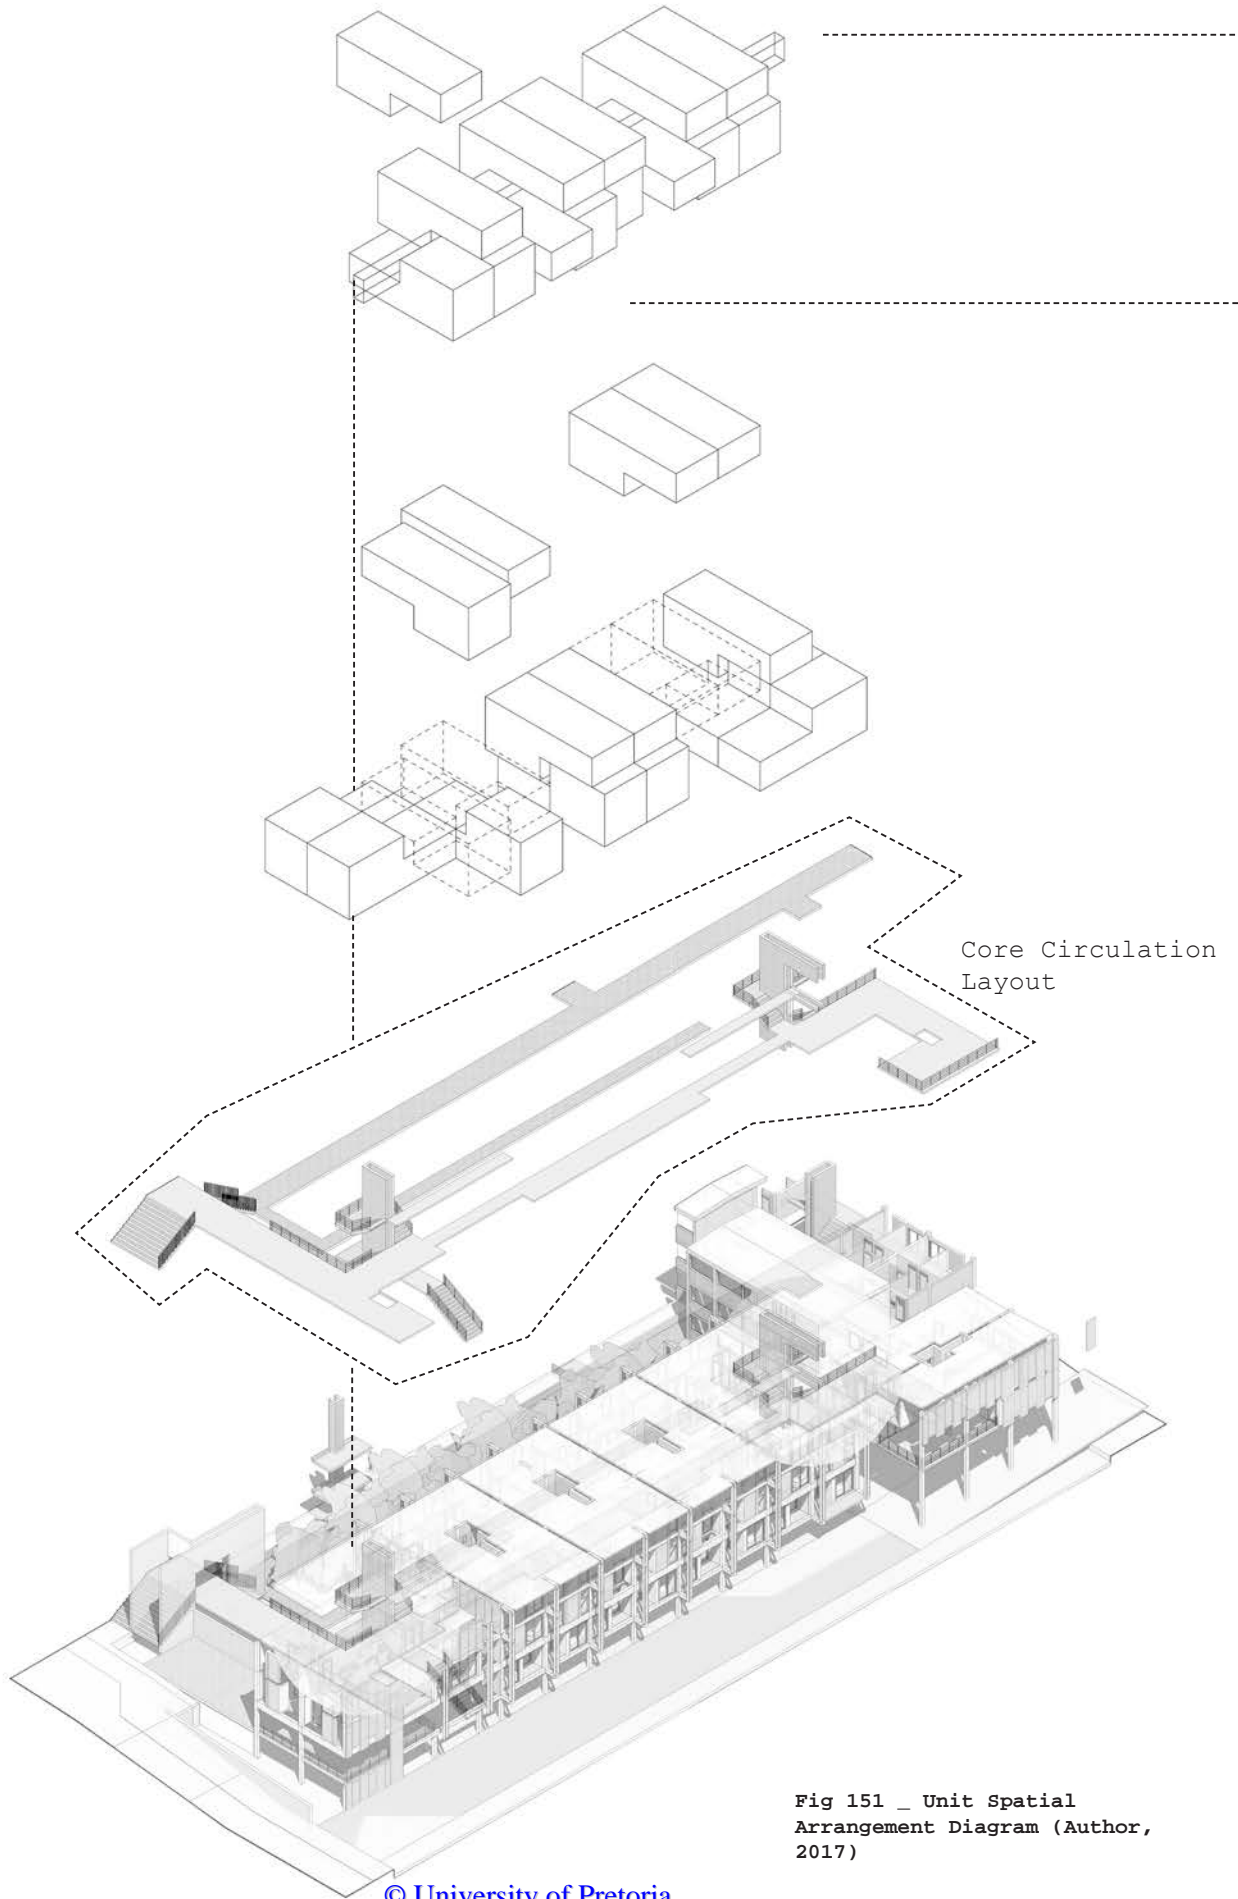 Core Circulation
Layout
Fig 151 _ Unit Spatial
Arrangement Diagram (Author,
2017)
© University of Pretoria